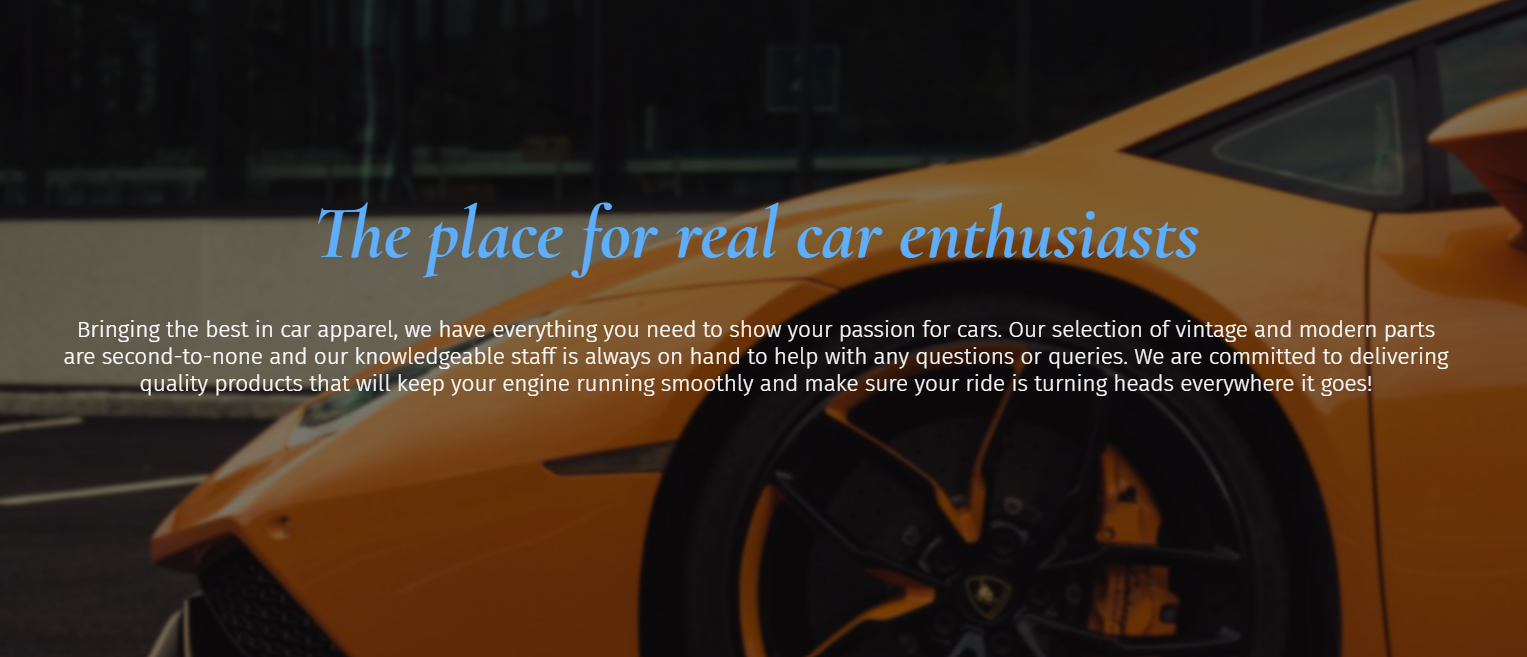 The place for real car enthusiasts
Bringing the best in car apparel, we have everything you need to show your passion for cars. Our selection of vintage and modern parts
are second-to-none and our knowledgeable staff is always on hand to help with any questions or queries. We are committed to delivering
quality products that will keep your engine running smoothly and make sure your ride is turning heads everywhere it goes!